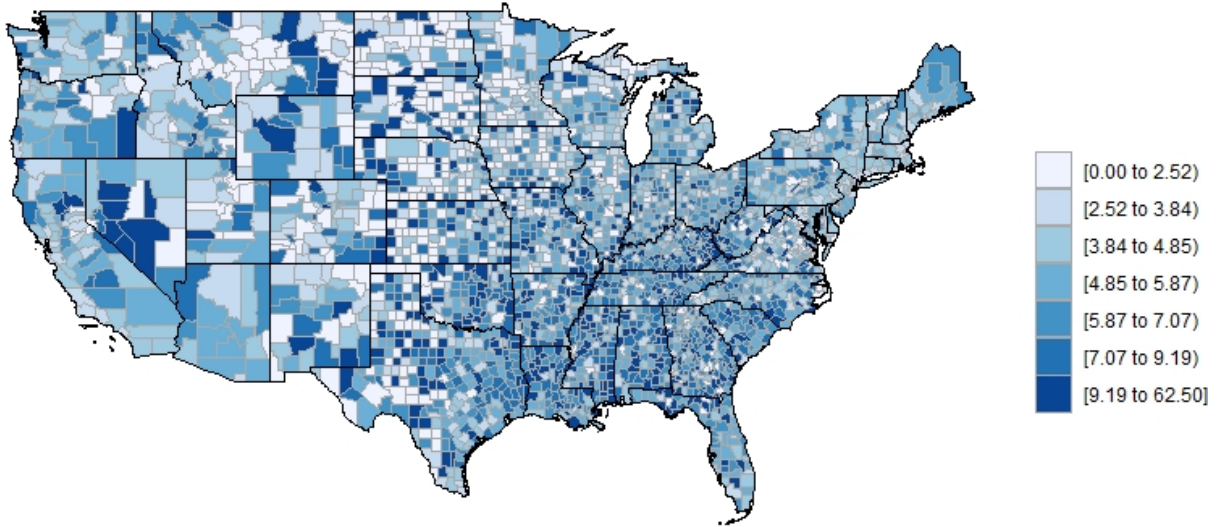 [0.00 to 2.52)
[2.52 to 3.84)
[3.84 to 4.85)
[4.85 to 5.87)
[5.87 to 7.07)
[7.07 to 9.19)
[9.19 to 62.50]